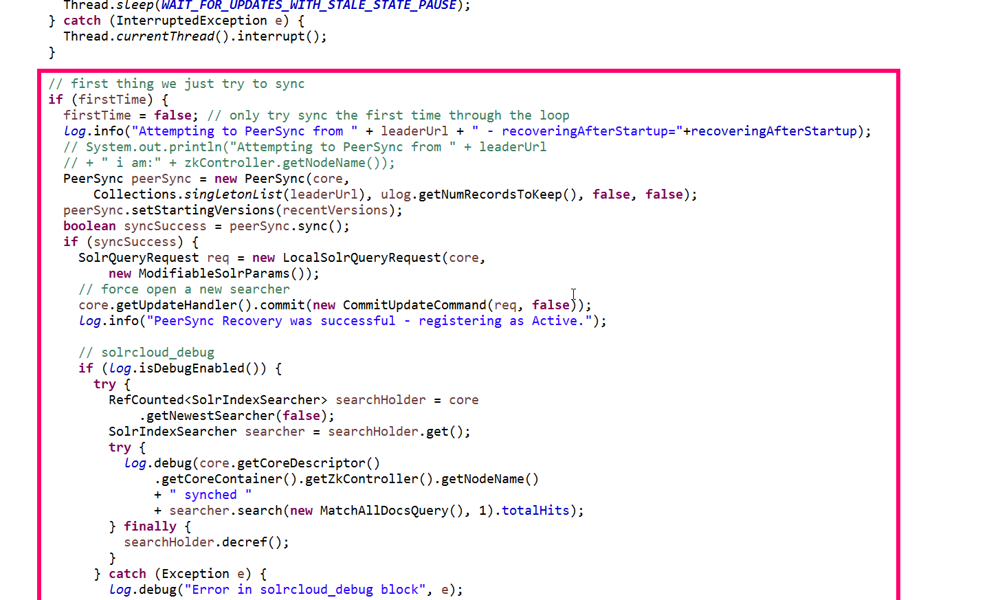 Thread.sleep(WAIT_FOR_UPDATES_WITH_STALE_STATE_PAUSE);
} catch (InterruptedException e) {
Thread.currentThread().interrupt();
}
// first thing we just try to sync
if (firstTime) {
firstTime = false; // only try sync the first time through the loop
log.info("Attempting to PeerSync from " + leaderUrl + " - recoveringAfterStartup="+recoveringAfterStartup);
// System.out.println("Attempting to PeerSync from " + leaderUrl
// + " i am:" + zkController.getNodeName());
PeerSync peerSync = new PeerSync(core,
Collections.singletonList(leaderUrl), ulog.getNumRecordsToKeep(), false, false);
peerSync.setStartingVersions(recentVersions);
boolean syncSuccess = peerSync.sync();
if (syncSuccess) {
SolrQueryRequest req = new LocalSolrQueryRequest(core,
new ModifiableSolrParams());
// force open a new searcher
core.getUpdateHandler().commit(new CommitUpdateCommand(req, false));
log.info("PeerSync Recovery was successful - registering as Active.");
// solrcloud_debug
if (log.isDebugEnabled()) {
try {
RefCounted<SolrIndexSearcher> searchHolder = core
.getNewestSearcher(false);
SolrIndexSearcher searcher = searchHolder.get();
try {
log.debug(core.getCoreDescriptor()
.getCoreContainer().getZkController().getNodeName()
+ " synched "
+ searcher.search(new MatchAllDocsQuery(), 1).totalHits);
} finally {
searchHolder.decref();
}
} catch (Exception e) {
log.debug("Error in solrcloud_debug block", e);